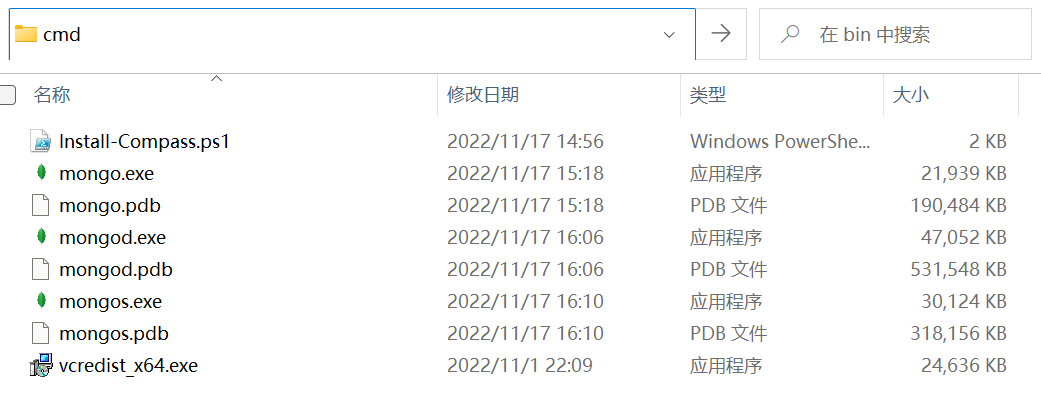 cmd 在 bin 中搜索
名称 修改日期 类型 大小
Install-Compass.ps1 2022/11/17 14:56 Windows PowerShe... 2 KB
mongo.exe 2022/11/17 15:18 应用程序 21,939 KB
mongo.pdb 2022/11/17 15:18 PDB 文件 190,484 KB
mongod.exe 2022/11/17 16:06 应用程序 47,052 KB
mongod.pdb 2022/11/17 16:06 PDB 文件 531,548 KB
mongos.exe 2022/11/17 16:10 应用程序 30,124 KB
mongos.pdb 2022/11/17 16:10 PDB 文件 318,156 KB
vcredist_x64.exe 2022/11/1 22:09 应用程序 24,636 KB